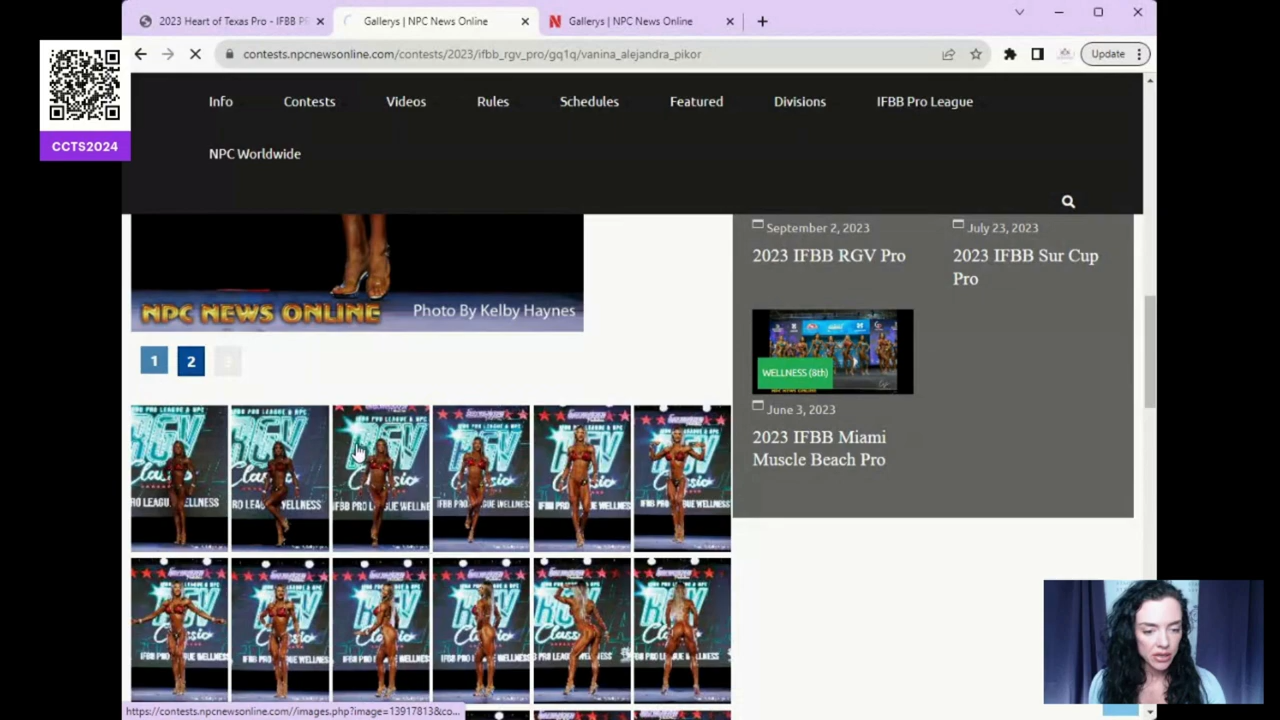 2023 Heart of Texas Pro - IFBB P
Gallerys | NPC News Online
Gallerys | NPC News Online
contests.npcnewsonline.com/contests/2023/ifbb_rgv_pro/gq1q/vanina_alejandra_pikor
Update
CCTS2024
Info
Contests
Videos
Rules
Schedules
Featured
Divisions
IFBB Pro League
NPC Worldwide
September 2, 2023
July 23, 2023
2023 IFBB RGV Pro
2023 IFBB Sur Cup
Pro
NPC NEWS ONLINE
Photo By Kelby Haynes
1
2
3
WELLNESS (8th)
June 3, 2023
2023 IFBB Miami
Muscle Beach Pro
https://contests.npcnewsonline.com//images.php?image=13917813&co...